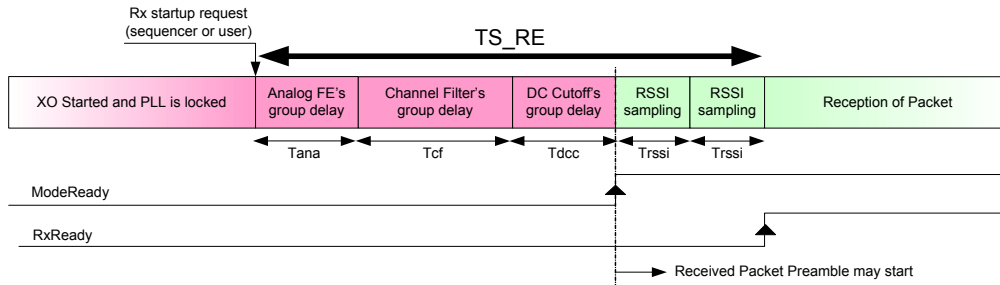 Rx startup request
(sequencer or user)
TS_RE
XO Started and PLL is locked
Analog FE's
group delay
Channel Filter's
group delay
DC Cutoff's
group delay
RSSI
sampling
RSSI
sampling
Reception of Packet
Tana
Tcf
Tdcc
Trssi
Trssi
ModeReady
RxReady
Received Packet Preamble may start